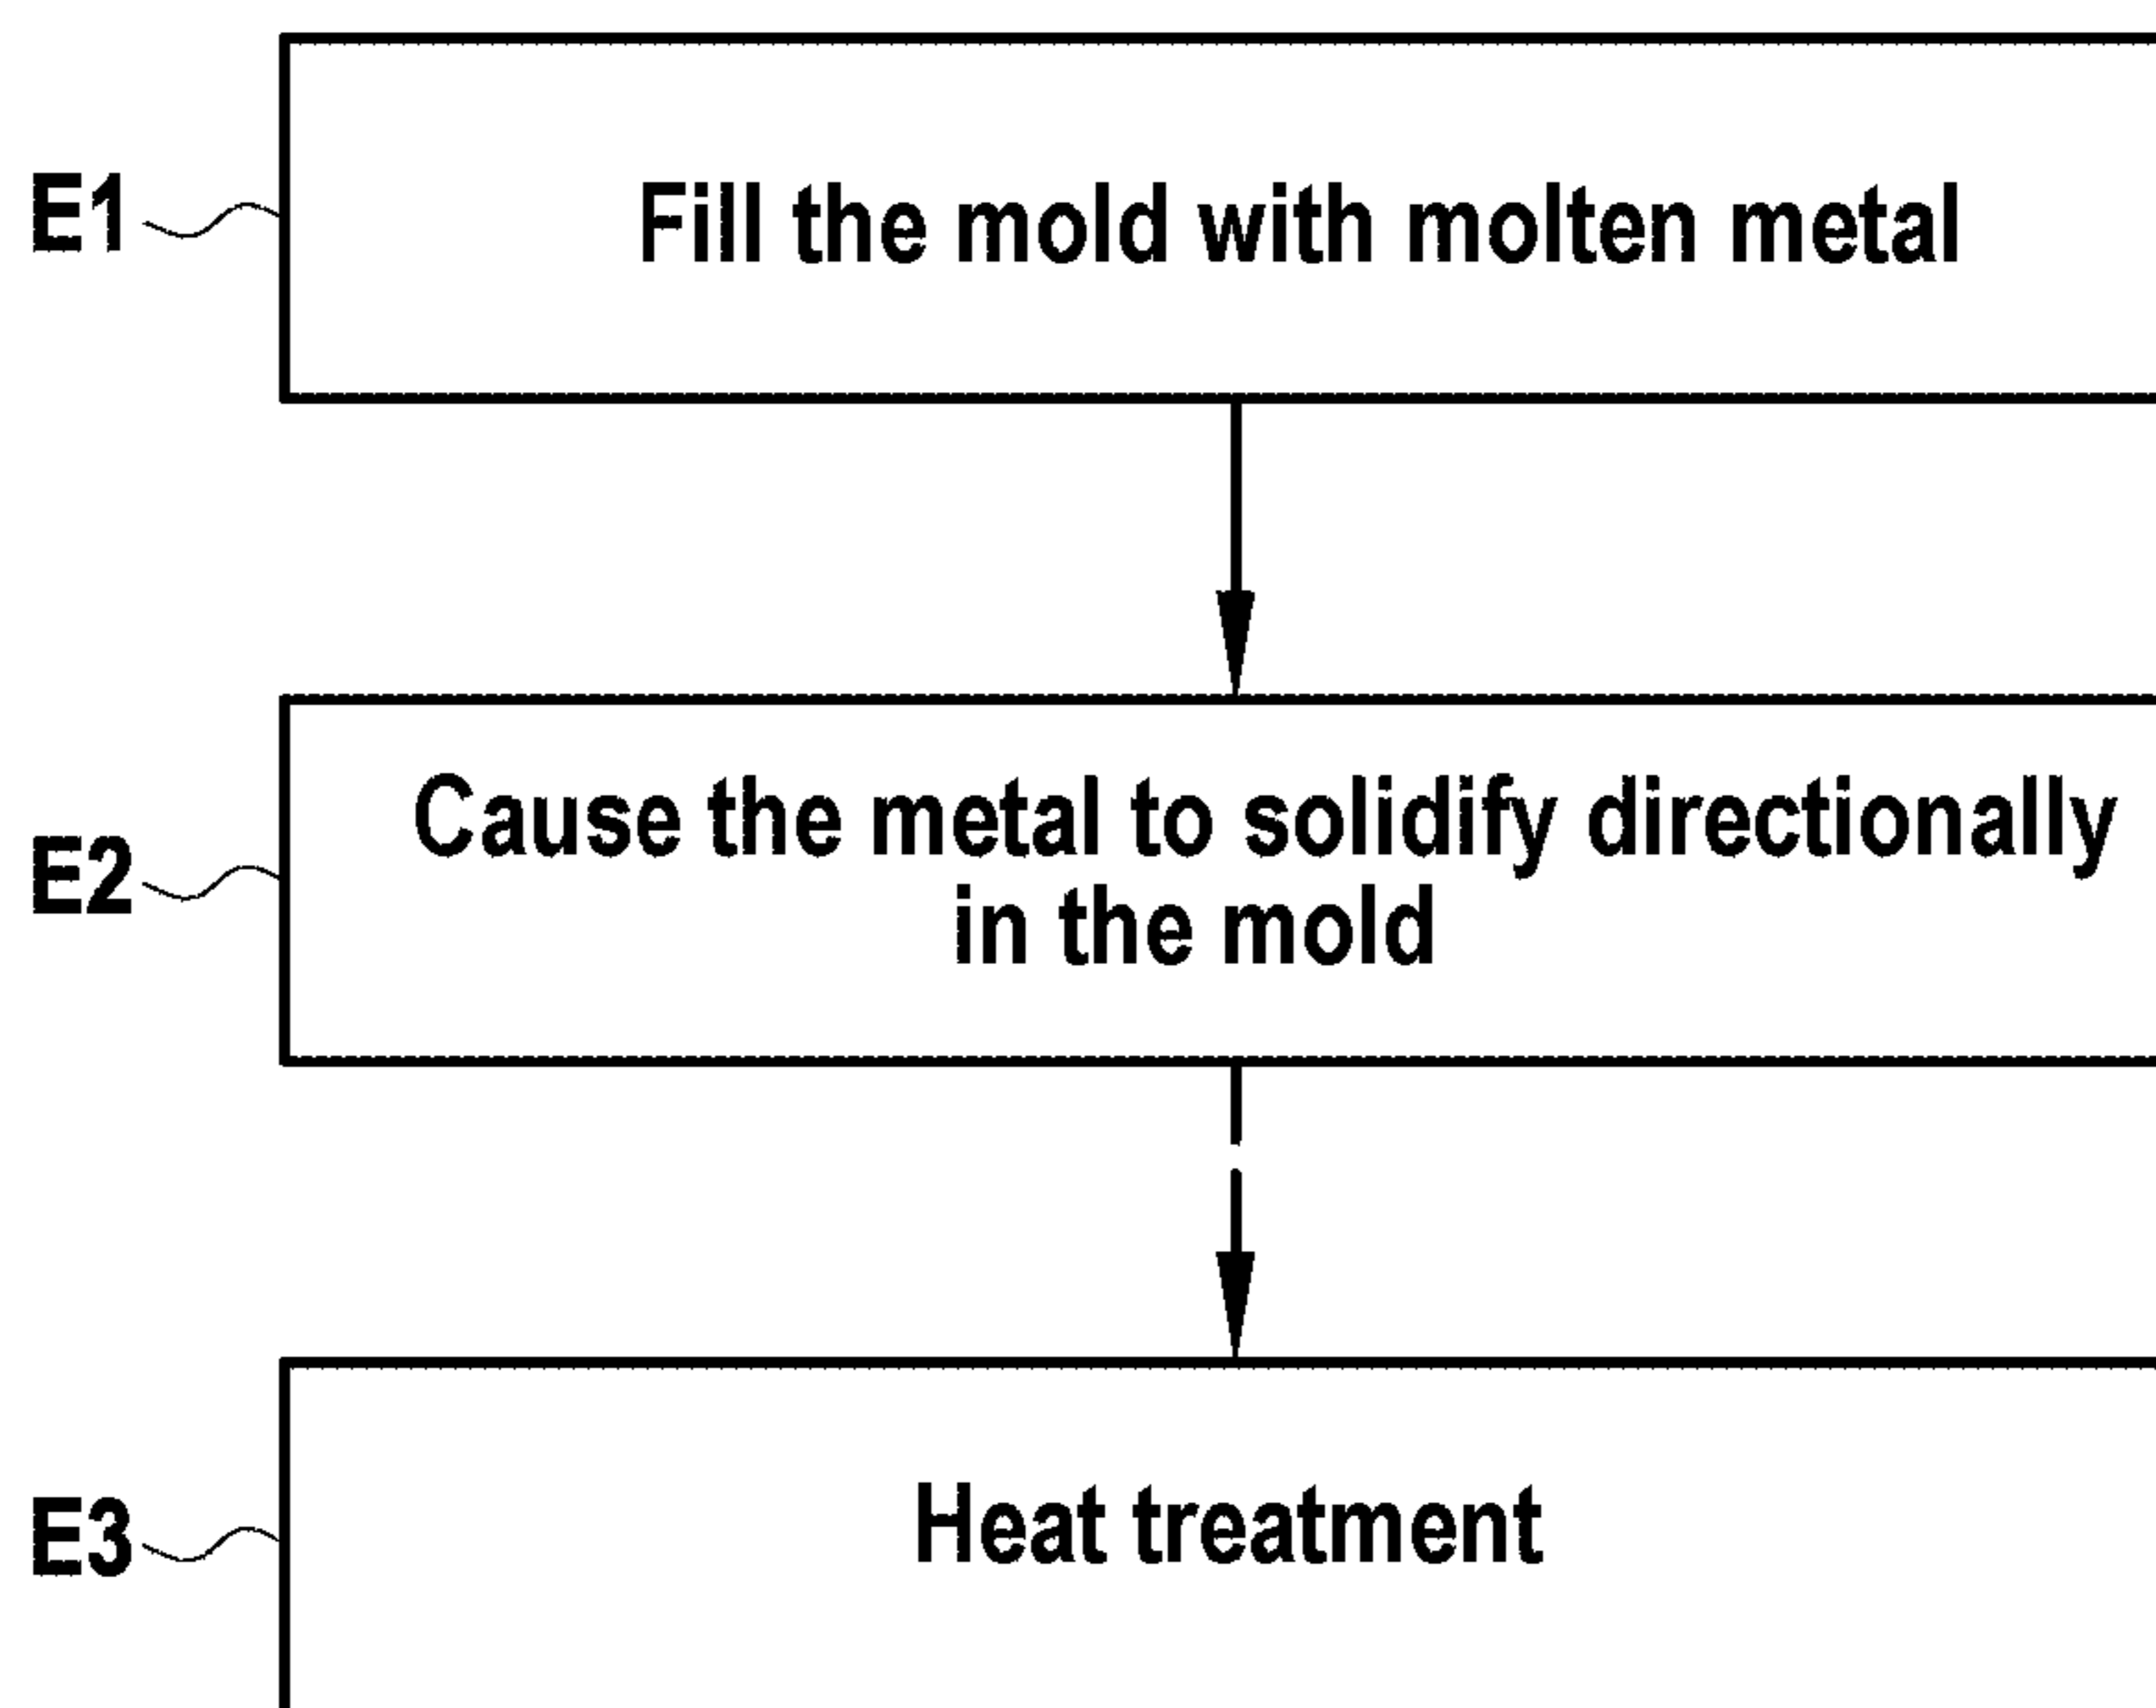 E1
Fill the mold with molten metal
E2
Cause the metal to solidify directionally
in the mold
E3
Heat treatment